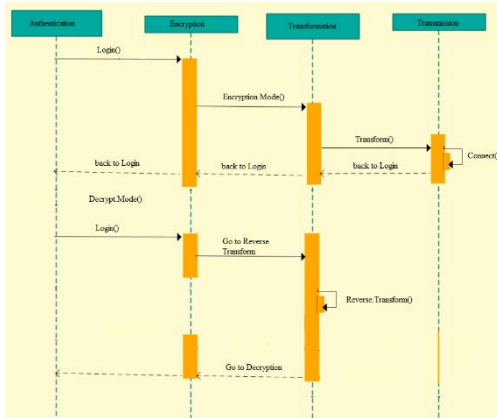 Authentication
Encryption
Transformation
Transmission
Login()
Encryption.Mode()
Transform()
Connect(
back to Login
back to Login
back to Login
Decrypt.Mode()
Login()
Go to Reverse
Transform
Reverse.Transform()
Go to Decryption